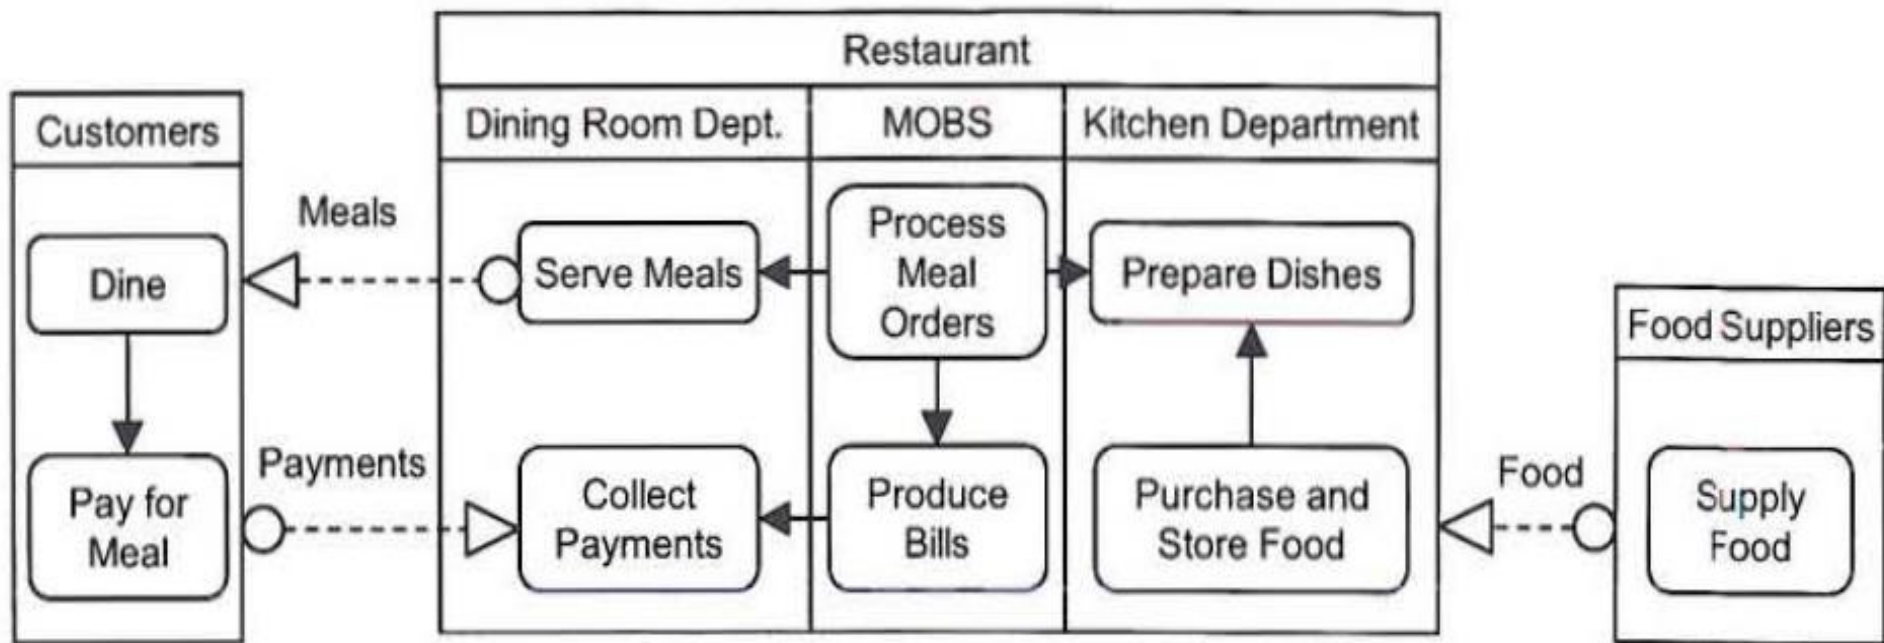 Restaurant
Customers
Dining Room Dept.
MOBS
Kitchen Department
Meals
Dine
Serve Meals
Process
Meal
Orders
Prepare Dishes
Food Suppliers
Payments
Pay for
Meal
Collect
Payments
Produce
Bills
Purchase and
Store Food
Food
Supply
Food